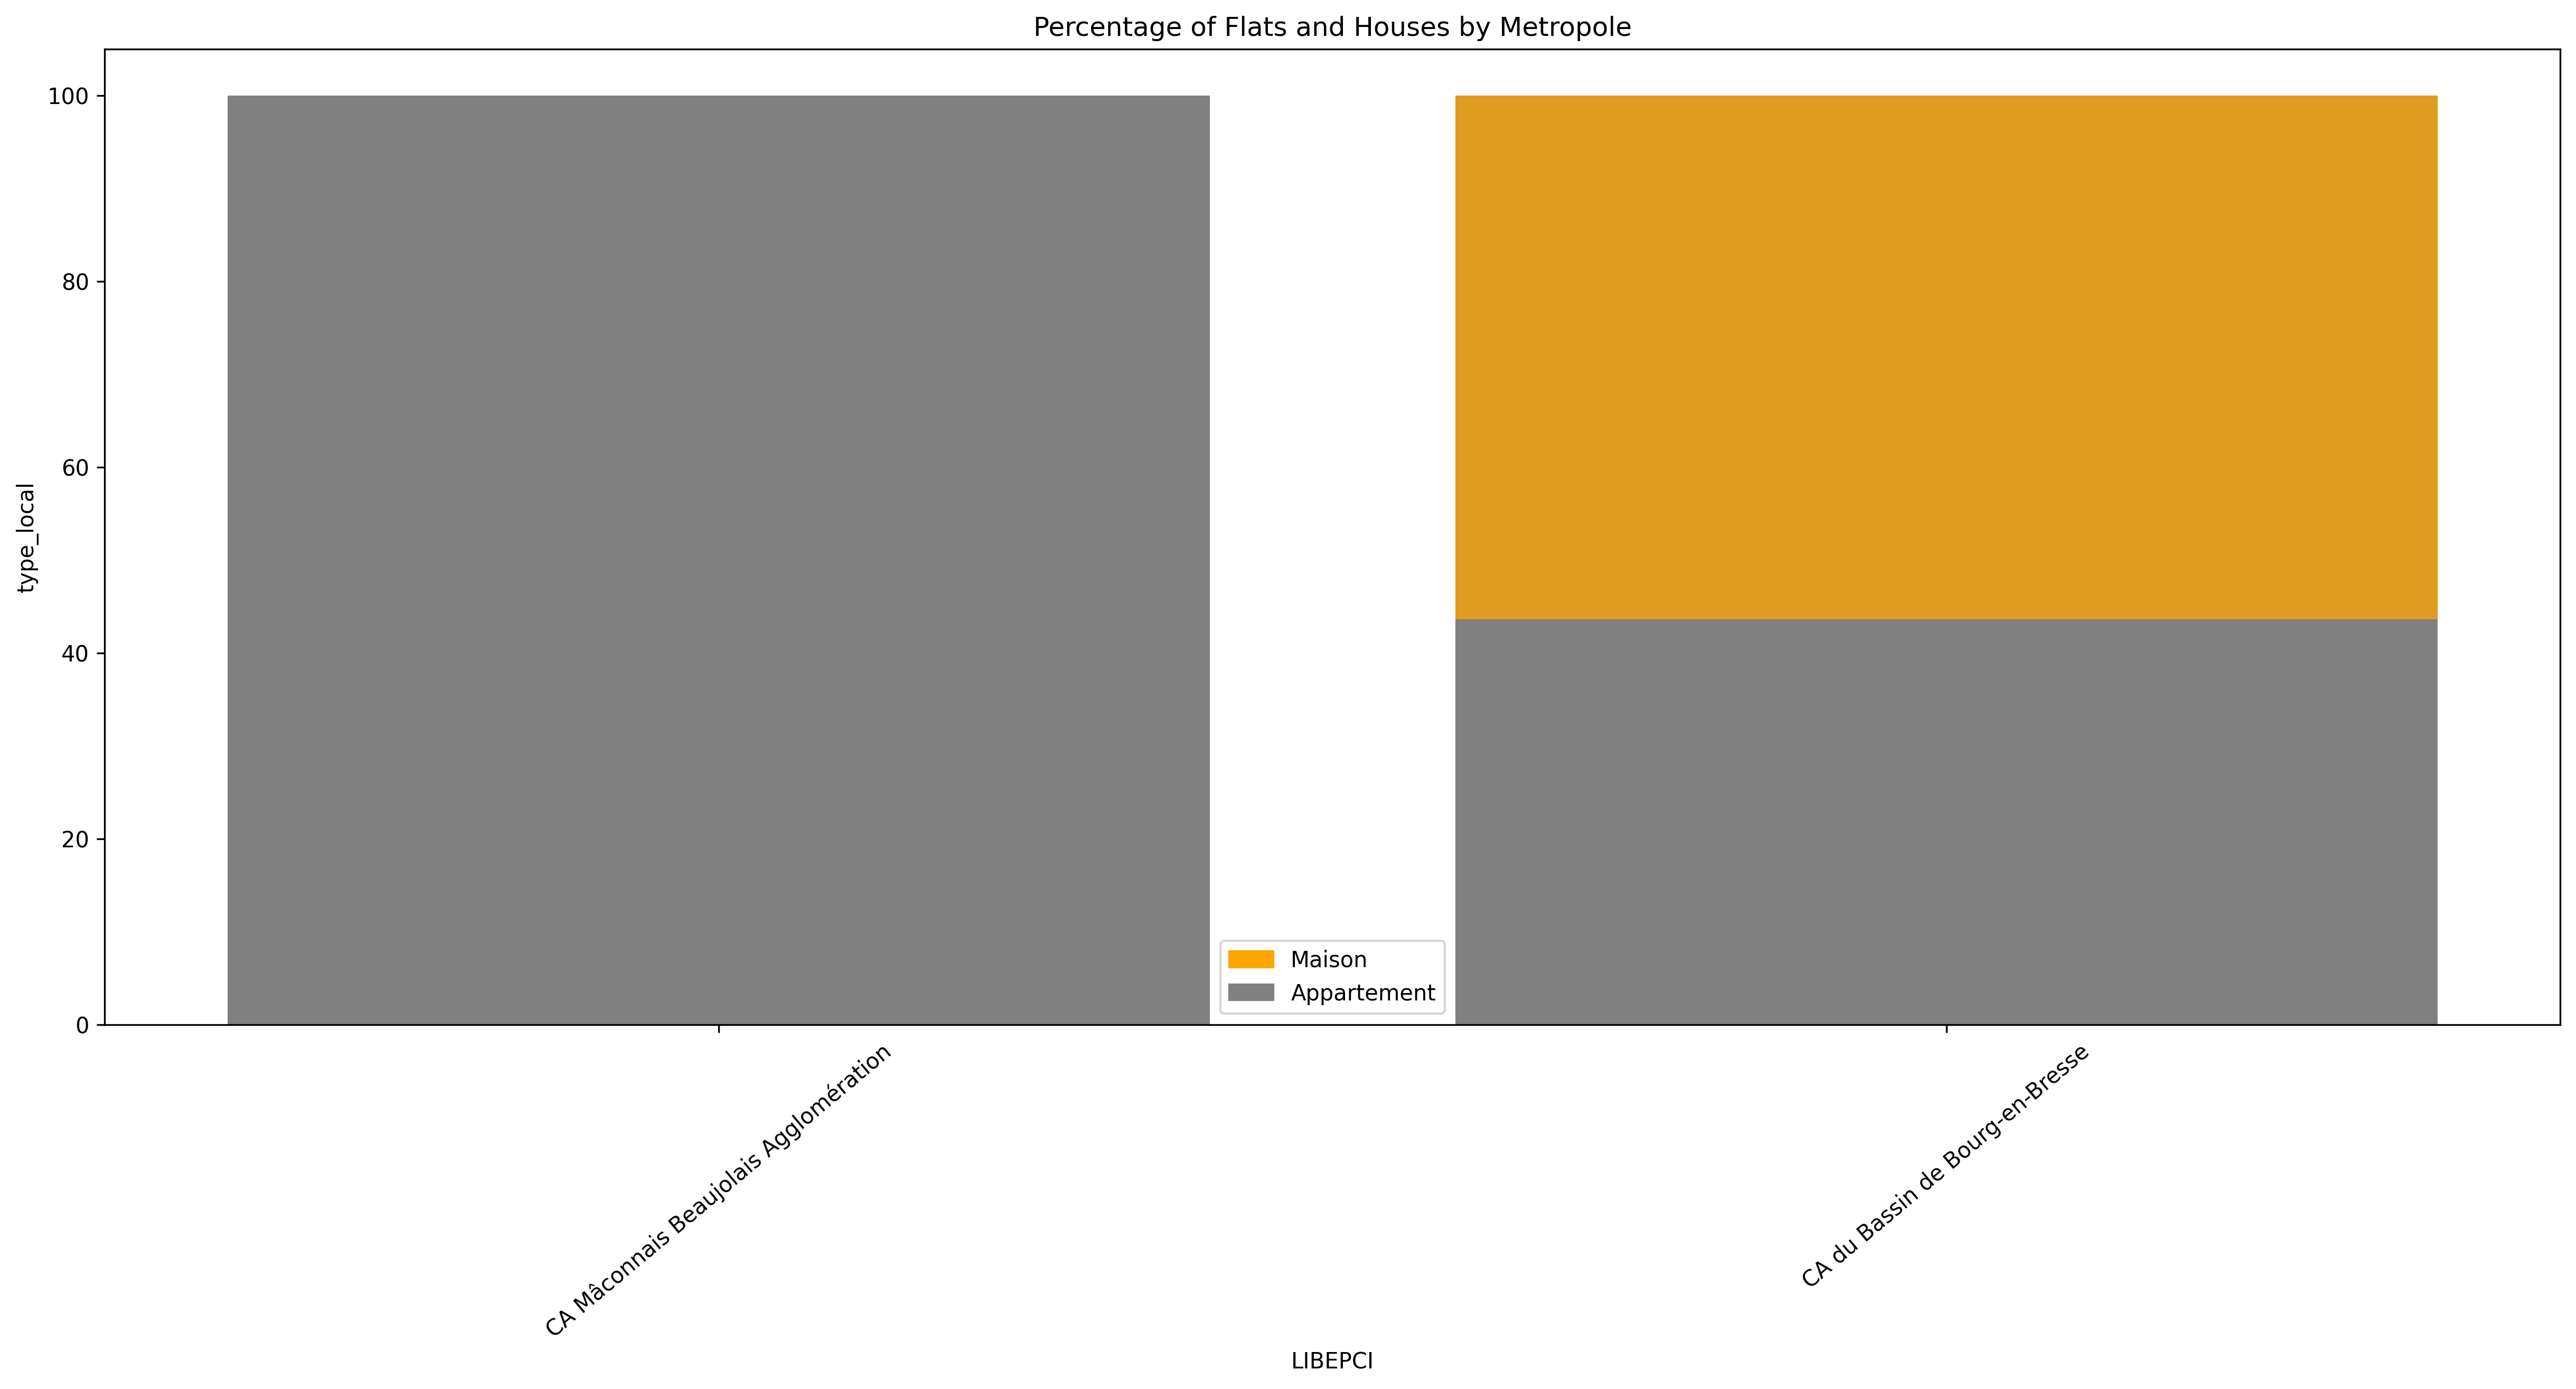 Percentage of Flats and Houses by Metropole
100
80
60
40
20
0
type_local
Maison
Appartement
CA Mâconnais Beaujolais Agglomération
CA du Bassin de Bourg-en-Bresse
LIBEPCI